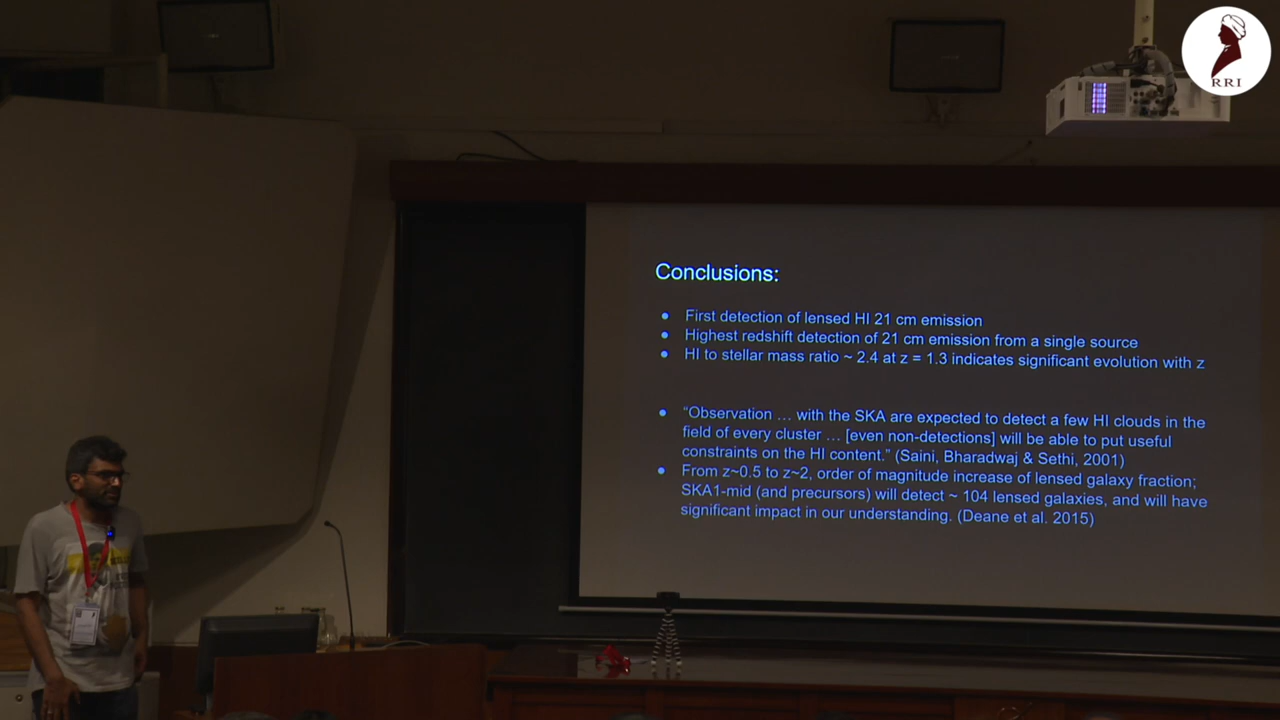 RRI
Conclusions:
● First detection of lensed HI 21 cm emission
● Highest redshift detection of 21 cm emission from a single source
● HI to stellar mass ratio ~ 2.4 at z = 1.3 indicates significant evolution with z
● “Observation … with the SKA are expected to detect a few HI clouds in the
field of every cluster … [even non-detections] will be able to put useful
constraints on the HI content.” (Saini, Bharadwaj & Sethi, 2001)
● From z~0.5 to z~2, order of magnitude increase of lensed galaxy fraction;
SKA1-mid (and precursors) will detect ~ 104 lensed galaxies, and will have
significant impact in our understanding. (Deane et al. 2015)